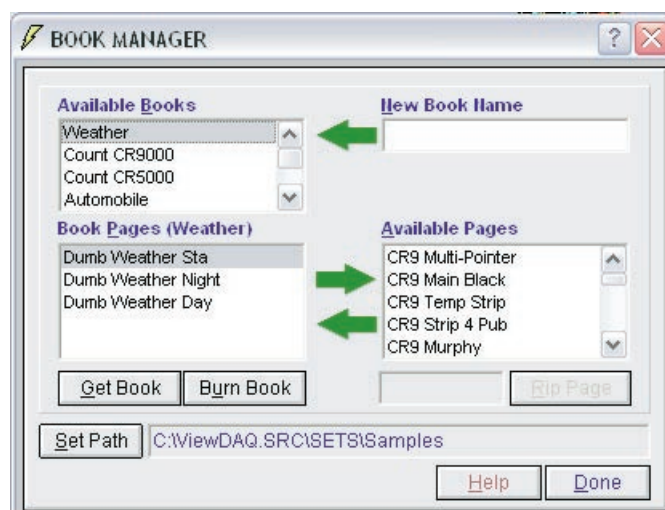 BOOK MANAGER
Available Books
New Book Name
Weather
Count CR9000
Count CR5000
Automobile
Book Pages (Weather)
Available Pages
Dumb Weather Sta
Dumb Weather Night
Dumb Weather Day
CR9 Multi-Pointer
CR9 Main Black
CR9 Temp Strip
CR9 Strip 4 Pub
CR9 Murphy
Get Book
Burn Book
Rip Page
Set Path
C:\ViewDAQ.SRC\SETS\Samples
Help
Done